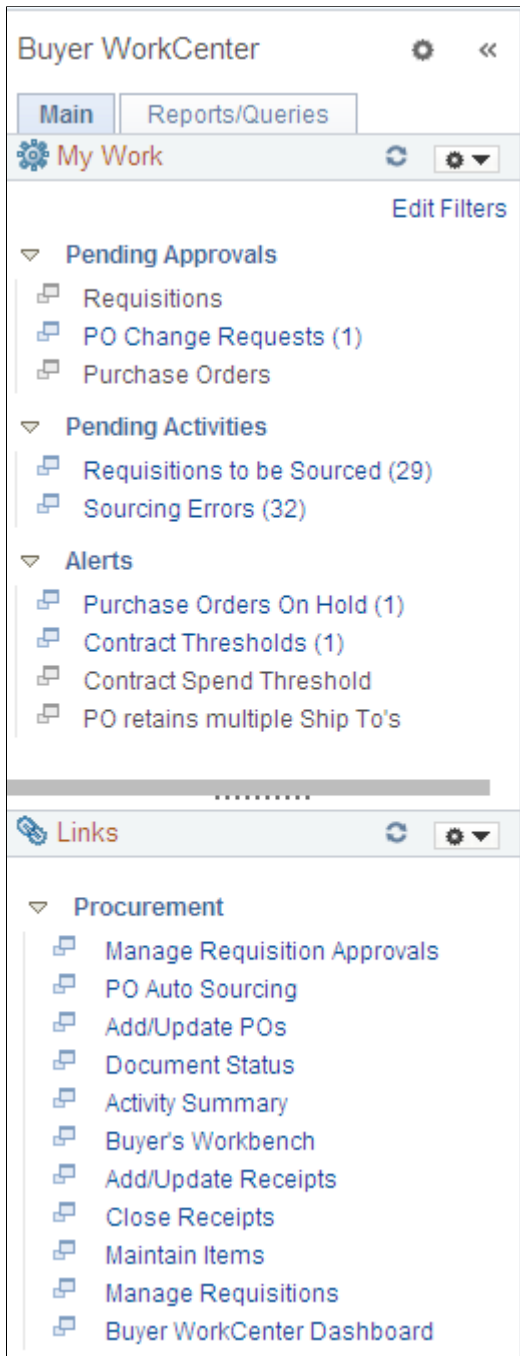 Buyer WorkCenter
Main Reports/Queries
My Work
Edit Filters
Pending Approvals
Requisitions
PO Change Requests (1)
Purchase Orders
Pending Activities
Requisitions to be Sourced (29)
Sourcing Errors (32)
Alerts
Purchase Orders On Hold (1)
Contract Thresholds (1)
Contract Spend Threshold
PO retains multiple Ship To's
Links
Procurement
Manage Requisition Approvals
PO Auto Sourcing
Add/Update POs
Document Status
Activity Summary
Buyer's Workbench
Add/Update Receipts
Close Receipts
Maintain Items
Manage Requisitions
Buyer WorkCenter Dashboard